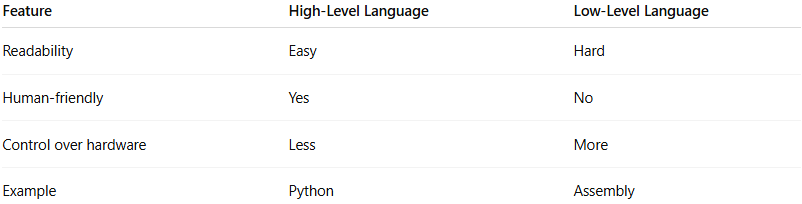 Feature High-Level Language Low-Level Language
Readability Easy Hard
Human-friendly Yes No
Control over hardware Less More
Example Python Assembly